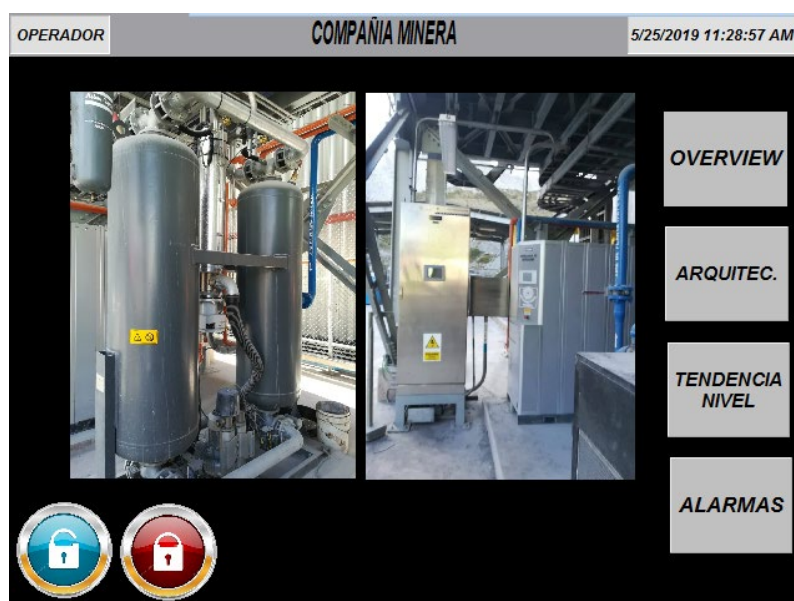 OPERADOR
COMPAÑIA MINERA
5/25/2019 11:28:57 AM
OVERVIEW
ARQUITEC.
TENDENCIA
NIVEL
ALARMAS